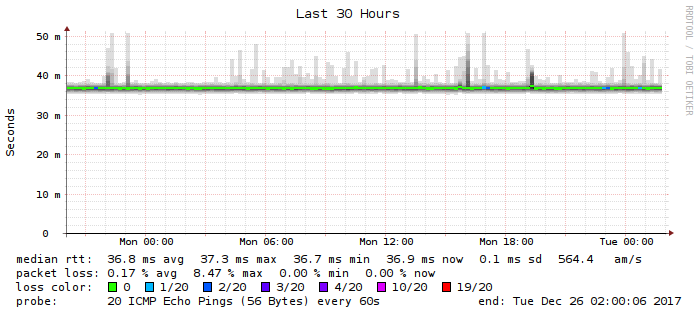 Last 30 Hours
RRDTOOL / TOBI OETIKER
Seconds
50 m
40 m
30 m
20 m
10 m
0
Mon 00:00 Mon 06:00 Mon 12:00 Mon 18:00 Tue 00:00
median rtt: 36.8 ms avg 37.3 ms max 36.7 ms min 36.9 ms now 0.1 ms sd 564.4 am/s
packet loss: 0.17 % avg 8.47 % max 0.00 % min 0.00 % now
loss color: 0 1/20 2/20 3/20 4/20 10/20 19/20
probe: 20 ICMP Echo Pings (56 Bytes) every 60s end: Tue Dec 26 02:00:06 2017